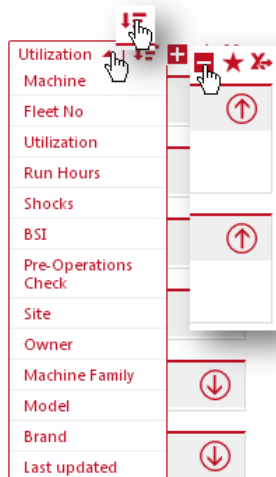 Utilization
Machine
Fleet No
Utilization
Run Hours
Shocks
BSI
Pre-Operations
Check
Site
Owner
Machine Family
Model
Brand
Last updated